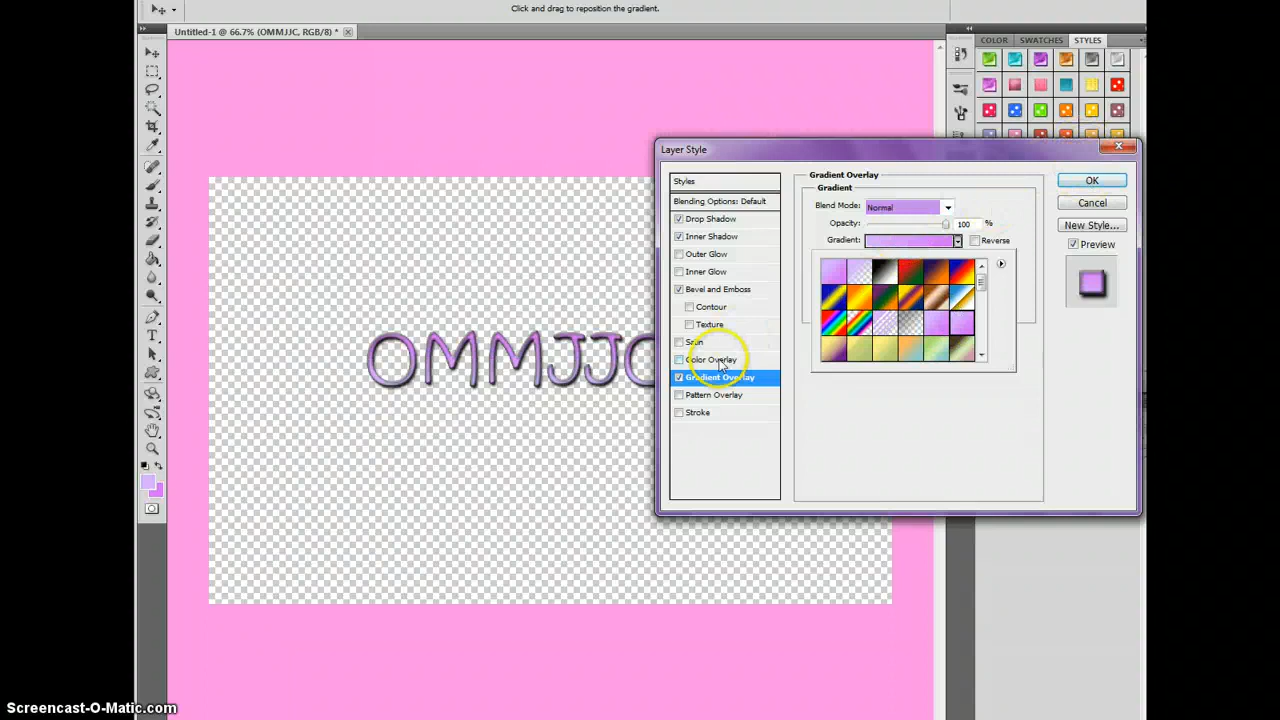 Click and drag to reposition the gradient.
Untitled-1 @ 66.7% (OMMJJC, RGB/8) *
COLOR SWATCHES STYLES
Layer Style
Styles
Blending Options: Default
Drop Shadow
Inner Shadow
Outer Glow
Inner Glow
Bevel and Emboss
Contour
Texture
Satin
Color Overlay
Gradient Overlay
Pattern Overlay
Stroke
Gradient Overlay
Gradient
Blend Mode: Normal
Opacity: 100 %
Gradient: Reverse
OK
Cancel
New Style...
Preview
OMMJJC
Screencast-O-Matic.com